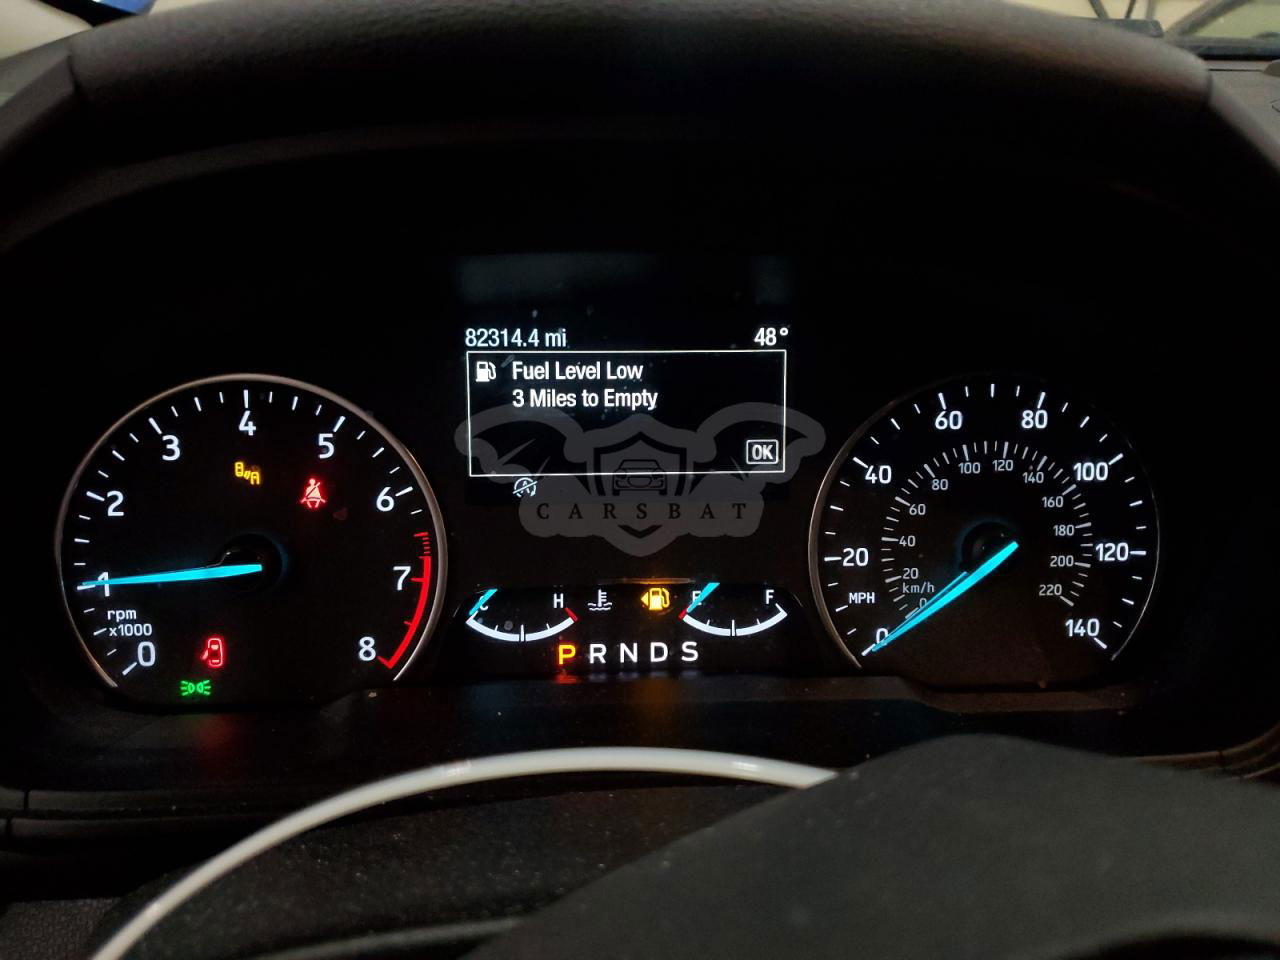 82314.4 mi 48°
Fuel Level Low
3 Miles to Empty
OK
CARSBAT
0 1 2 3 4 5 6 7 8
rpm
x1000
C H E F
P R N D S
0 20 40 60 80 100 120 140
MPH
0 20 40 60 80 100 120 140 160 180 200 220
km/h